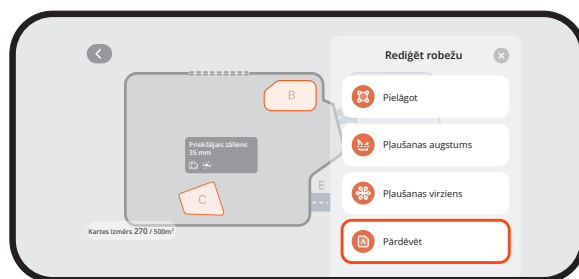 Rediģēt robežu
B
Pielāgot
Priekšējais zāliens
35 mm
Pļaušanas augstums
E
Pļaušanas virziens
C
Kartes izmērs 270 / 500m²
Pārdēvēt
A